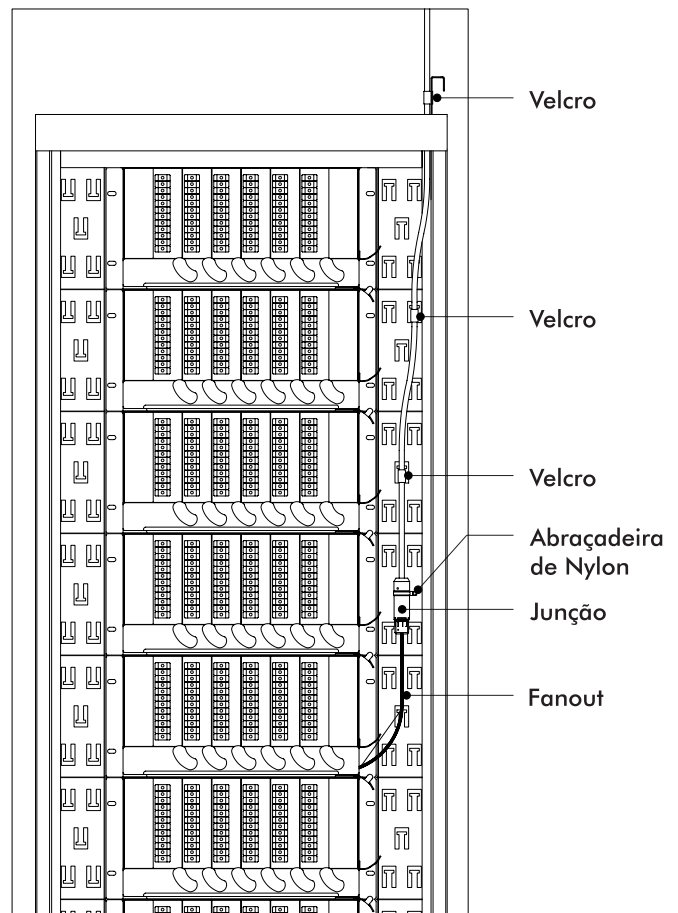 Velcro
Velcro
Velcro
Abraçadeira
de Nylon
Junção
Fanout